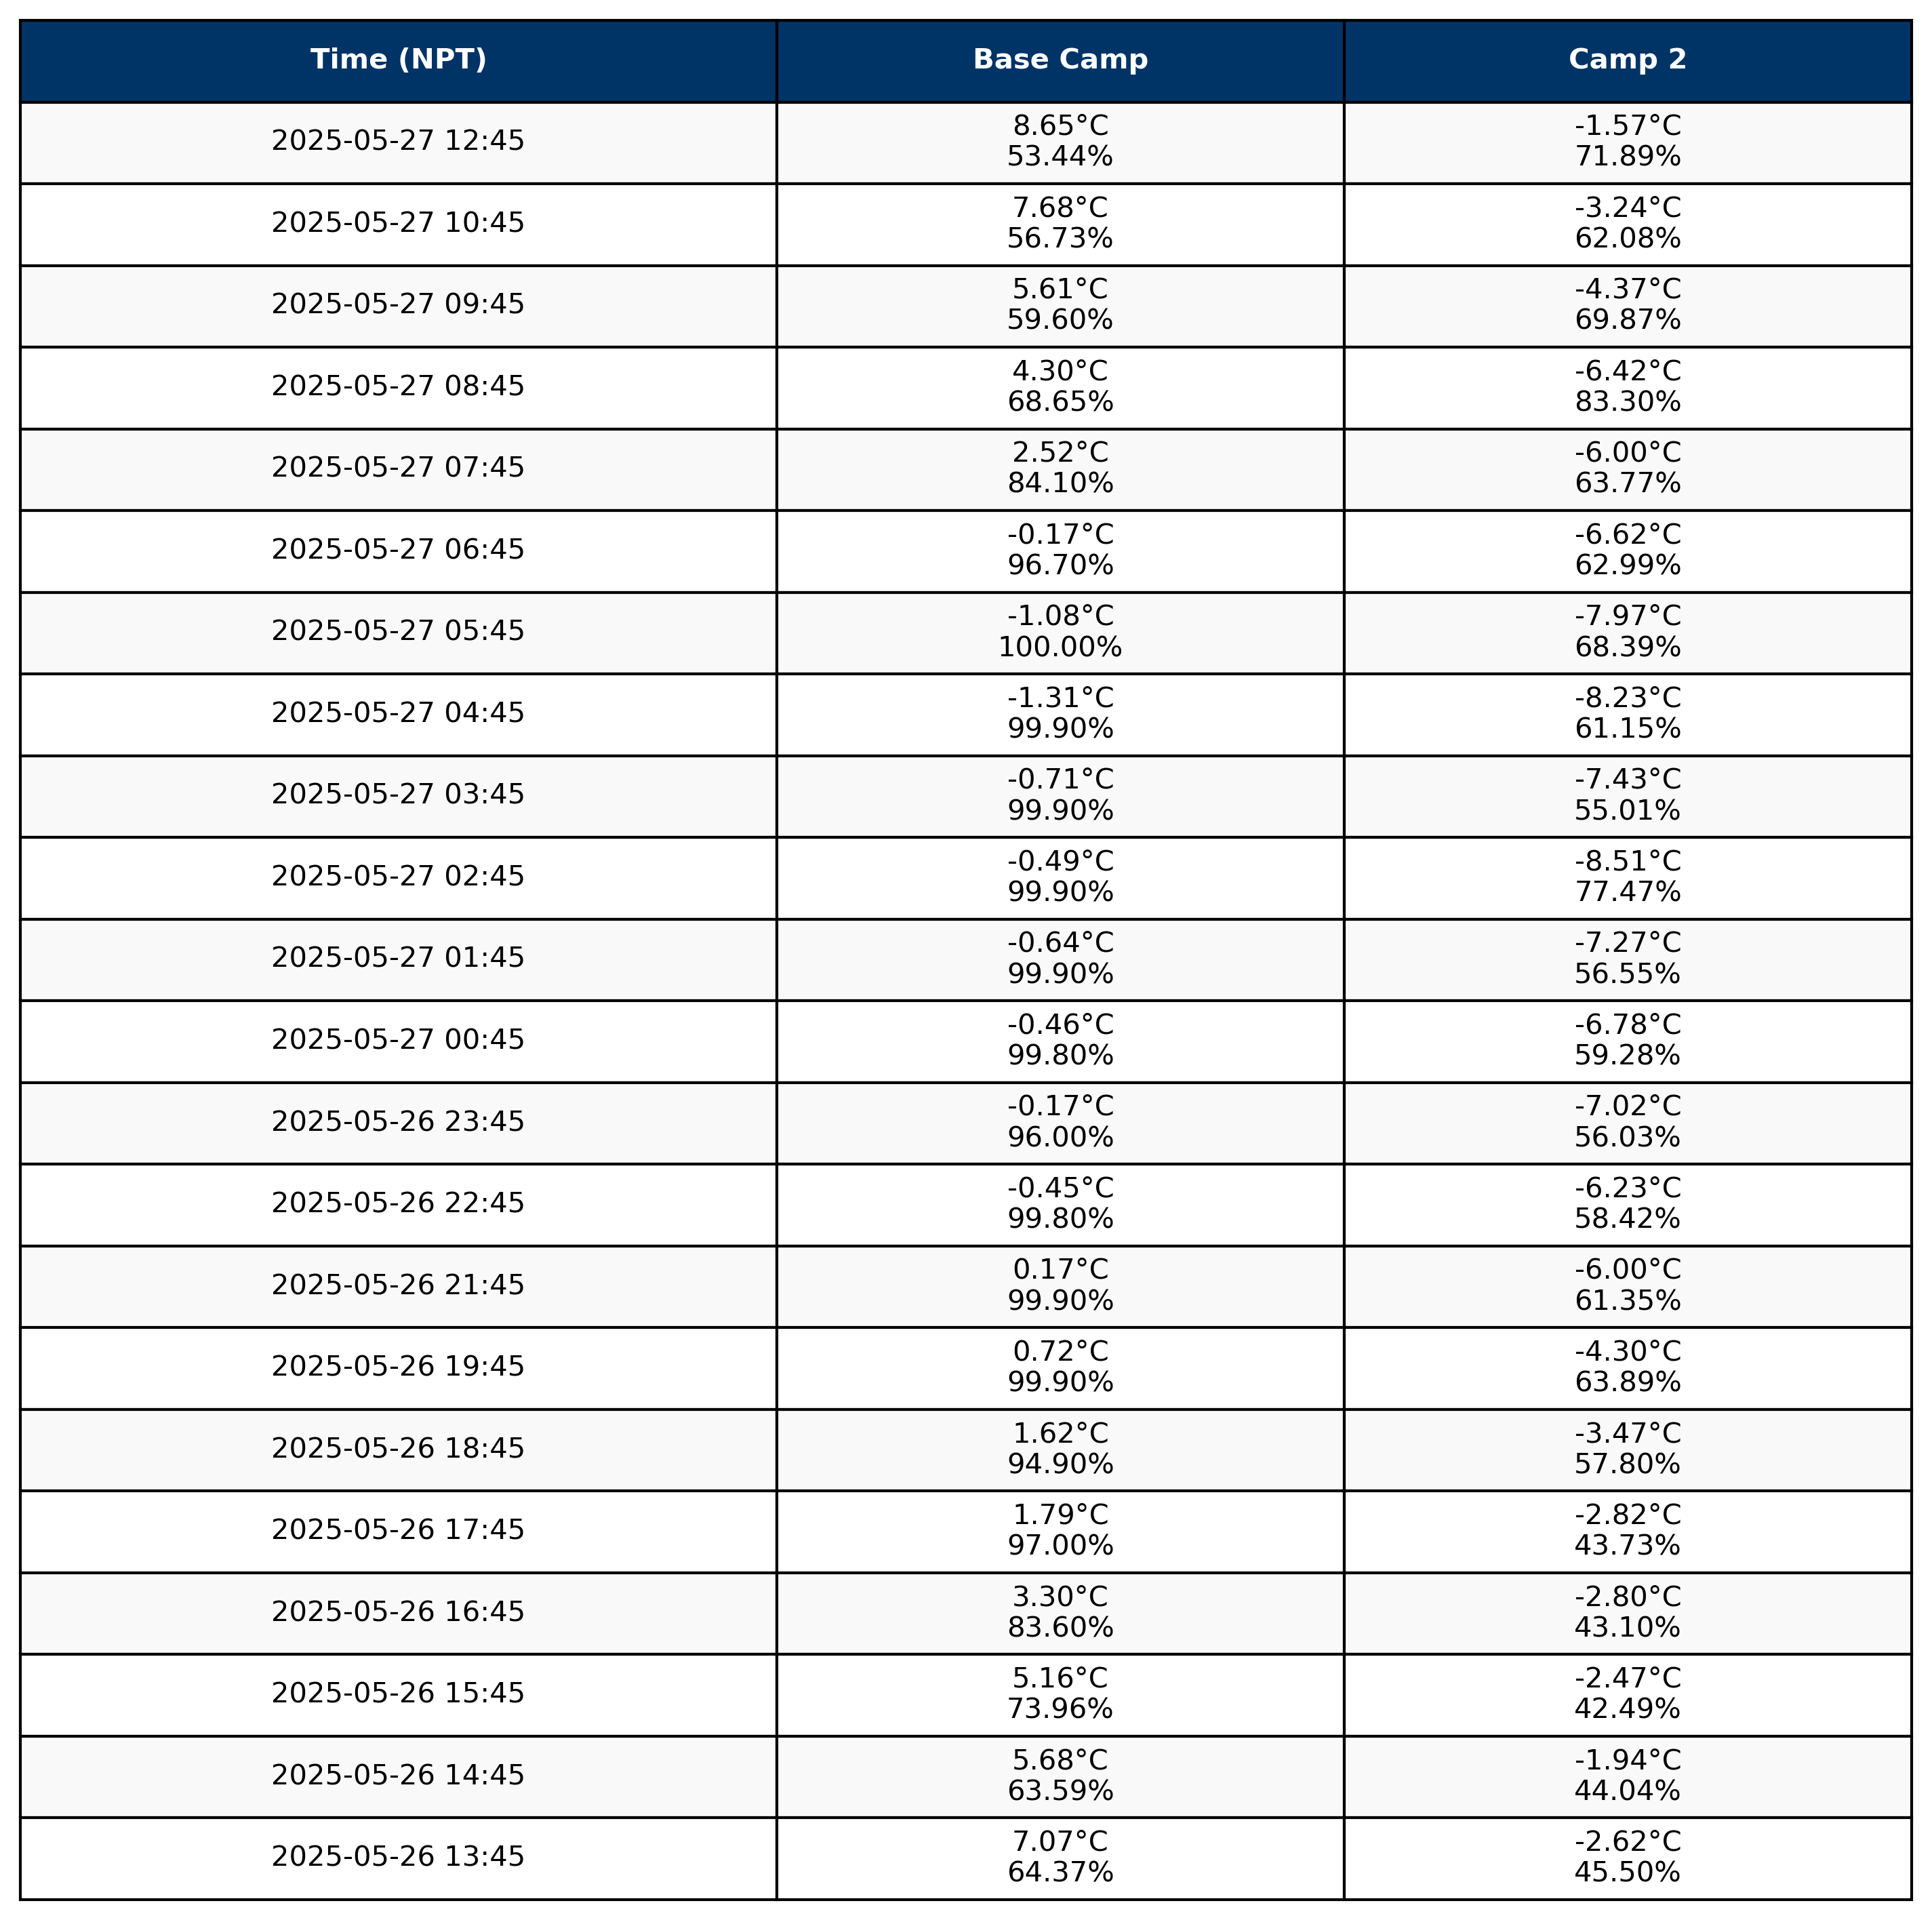 Time (NPT) Base Camp Camp 2
2025-05-27 12:45 8.65°C -1.57°C
53.44% 71.89%
2025-05-27 10:45 7.68°C -3.24°C
56.73% 62.08%
2025-05-27 09:45 5.61°C -4.37°C
59.60% 69.87%
2025-05-27 08:45 4.30°C -6.42°C
68.65% 83.30%
2025-05-27 07:45 2.52°C -6.00°C
84.10% 63.77%
2025-05-27 06:45 -0.17°C -6.62°C
96.70% 62.99%
2025-05-27 05:45 -1.08°C -7.97°C
100.00% 68.39%
2025-05-27 04:45 -1.31°C -8.23°C
99.90% 61.15%
2025-05-27 03:45 -0.71°C -7.43°C
99.90% 55.01%
2025-05-27 02:45 -0.49°C -8.51°C
99.90% 77.47%
2025-05-27 01:45 -0.64°C -7.27°C
99.90% 56.55%
2025-05-27 00:45 -0.46°C -6.78°C
99.80% 59.28%
2025-05-26 23:45 -0.17°C -7.02°C
96.00% 56.03%
2025-05-26 22:45 -0.45°C -6.23°C
99.80% 58.42%
2025-05-26 21:45 0.17°C -6.00°C
99.90% 61.35%
2025-05-26 19:45 0.72°C -4.30°C
99.90% 63.89%
2025-05-26 18:45 1.62°C -3.47°C
94.90% 57.80%
2025-05-26 17:45 1.79°C -2.82°C
97.00% 43.73%
2025-05-26 16:45 3.30°C -2.80°C
83.60% 43.10%
2025-05-26 15:45 5.16°C -2.47°C
73.96% 42.49%
2025-05-26 14:45 5.68°C -1.94°C
63.59% 44.04%
2025-05-26 13:45 7.07°C -2.62°C
64.37% 45.50%